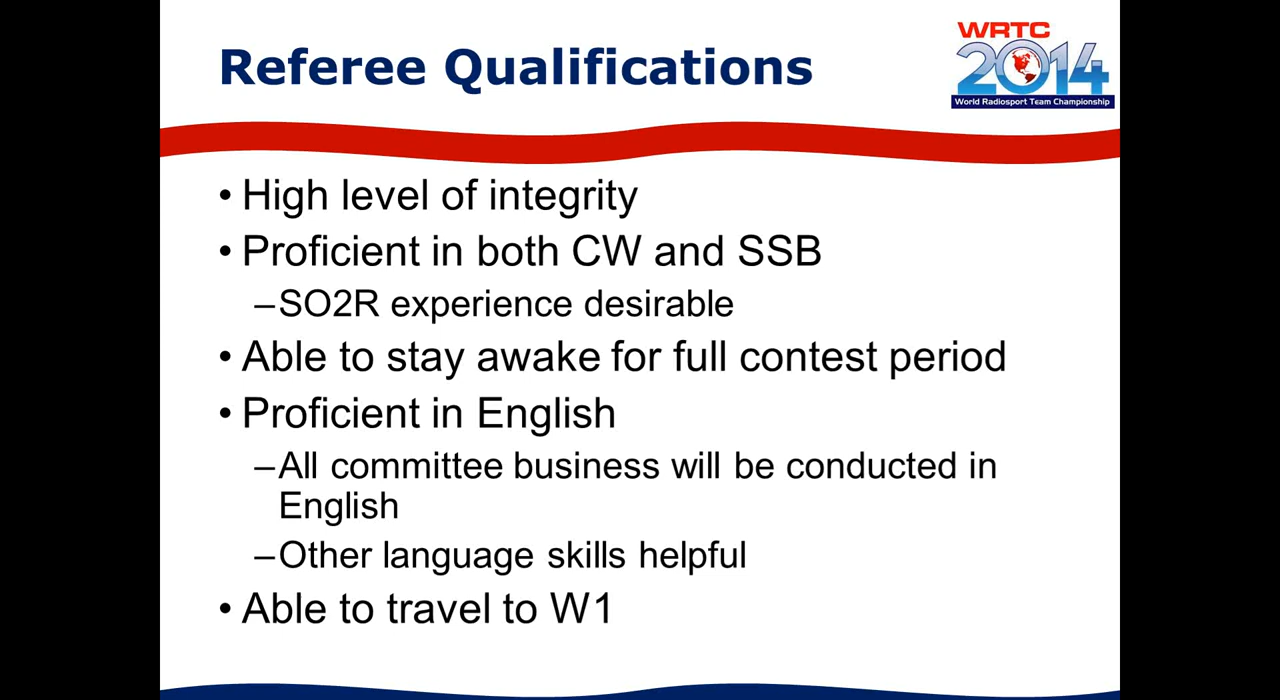 Referee Qualifications
WRTC
2014
World Radiosport Team Championship
• High level of integrity
• Proficient in both CW and SSB
–SO2R experience desirable
• Able to stay awake for full contest period
• Proficient in English
–All committee business will be conducted in
English
–Other language skills helpful
• Able to travel to W1